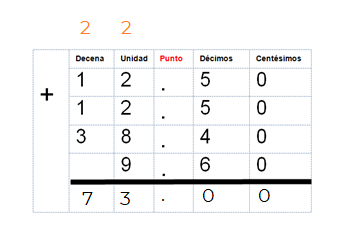 2 2
Decena Unidad Punto Décimos Centésimos
1 2 . 5 0
+
1 2 . 5 0
3 8 . 4 0
9 . 6 0
7 3 . 0 0